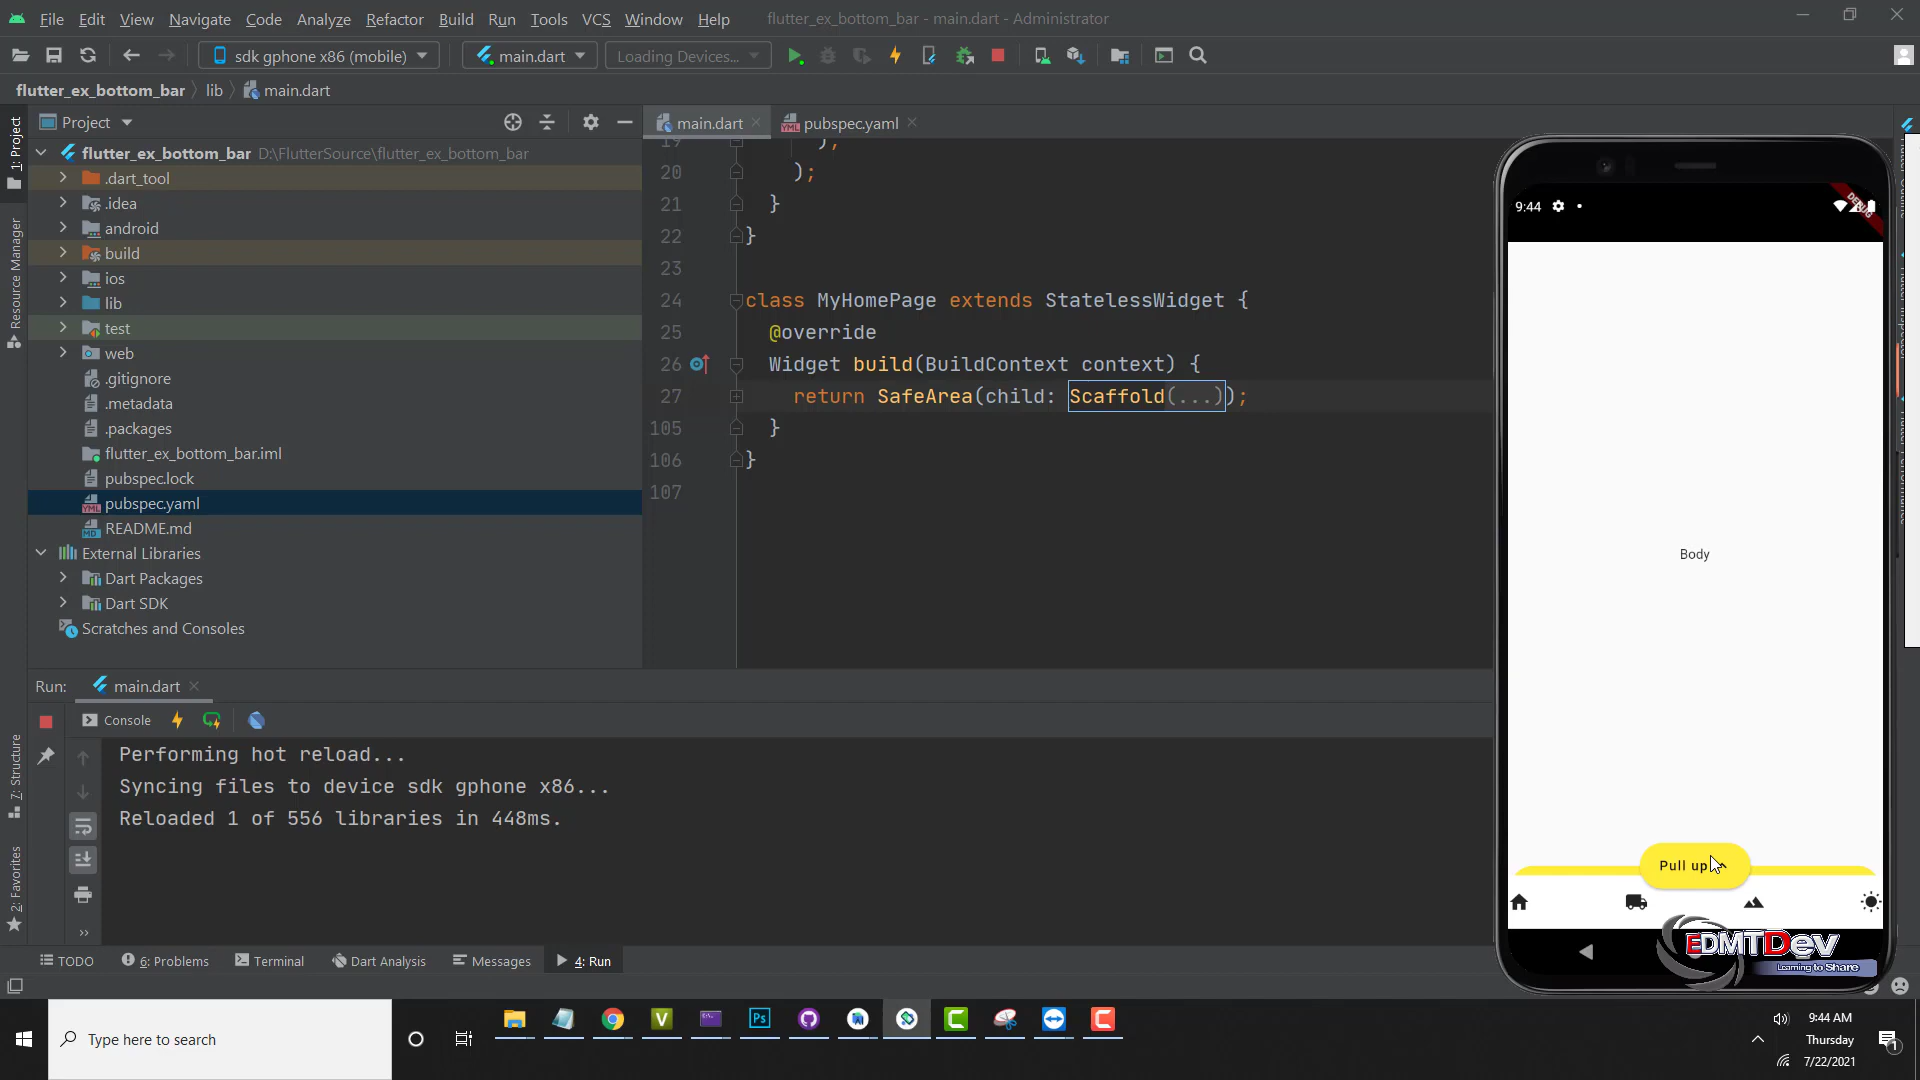 File Edit View Navigate Code Analyze Refactor Build Run Tools VCS Window Help flutter_ex_bottom_bar - main.dart - Administrator
sdk gphone x86 (mobile) main.dart Loading Devices...
flutter_ex_bottom_bar lib main.dart
Project
main.dart pubspec.yaml
1: Project
Resource Manager
7: Structure
2: Favorites
flutter_ex_bottom_bar D:\FlutterSource\flutter_ex_bottom_bar
.dart_tool
.idea
android
build
ios
lib
test
web
.gitignore
.metadata
.packages
flutter_ex_bottom_bar.iml
pubspec.lock
pubspec.yaml
README.md
External Libraries
Dart Packages
Dart SDK
Scratches and Consoles
19 );
20 );
21 }
22 }
23
24 class MyHomePage extends StatelessWidget {
25 @override
26 Widget build(BuildContext context) {
27 return SafeArea(child: Scaffold(...));
105 }
106 }
107
9:44
DEBUG
Body
Pull up
EDMTDev
Learning to Share
Run: main.dart
Console
Performing hot reload...
Syncing files to device sdk gphone x86...
Reloaded 1 of 556 libraries in 448ms.
TODO 6: Problems Terminal Dart Analysis Messages 4: Run
Type here to search
Ps
9:44 AM
Thursday
7/22/2021
1